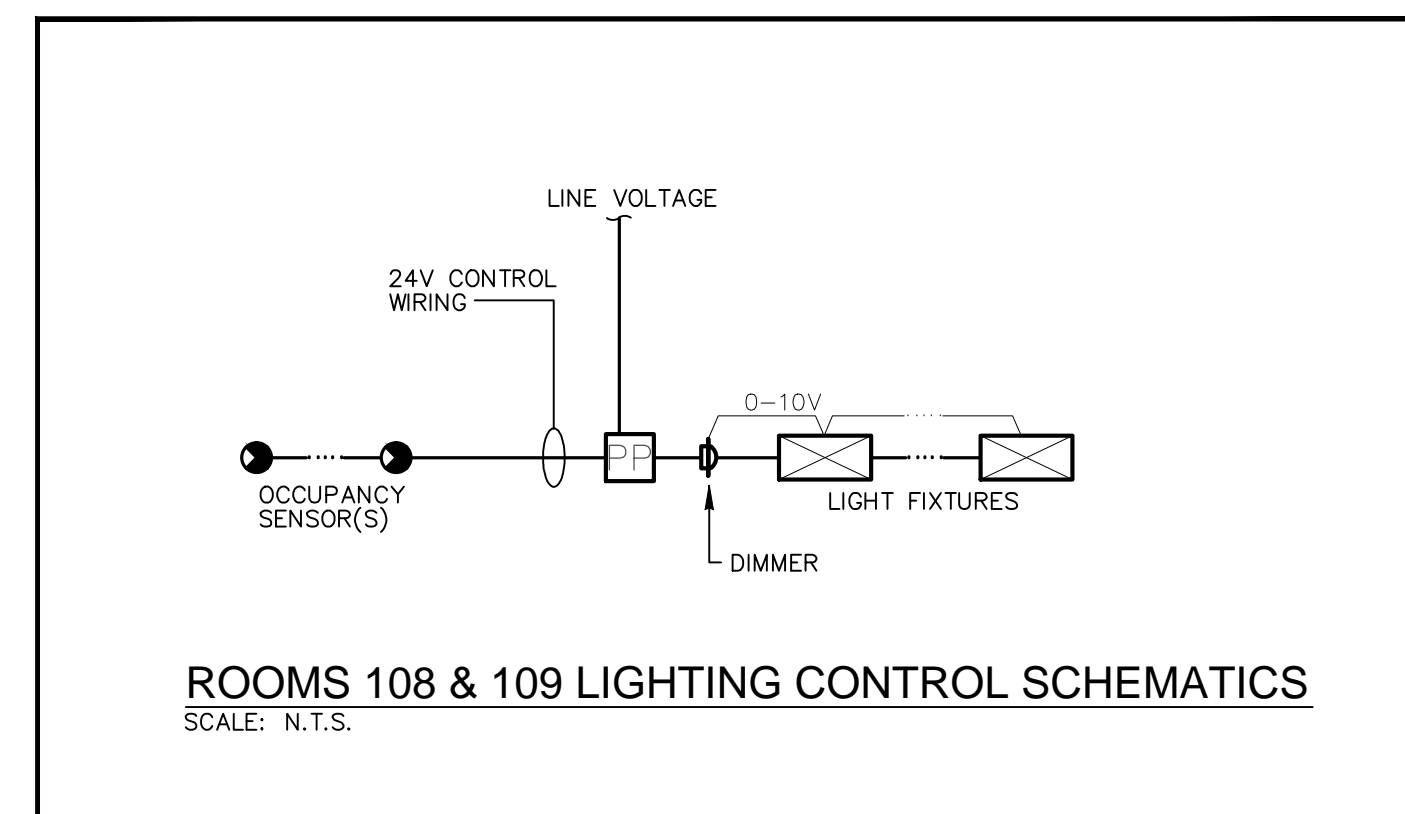 LINE VOLTAGE
24V CONTROL
WIRING
0-10V
PP
OCCUPANCY
SENSOR(S)
LIGHT FIXTURES
DIMMER
ROOMS 108 & 109 LIGHTING CONTROL SCHEMATICS
SCALE: N.T.S.